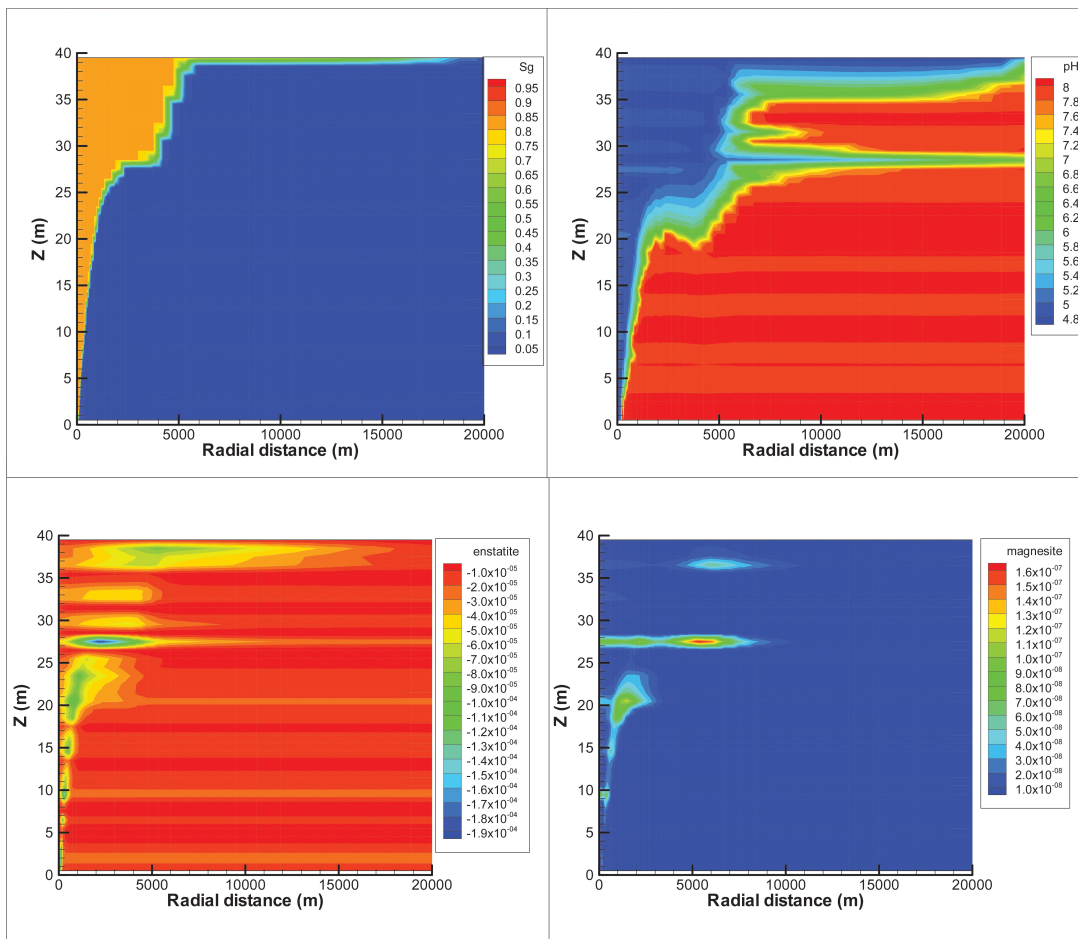 Sg
0.95
0.9
0.85
0.8
0.75
0.7
0.65
0.6
0.55
0.5
0.45
0.4
0.35
0.3
0.25
0.2
0.15
0.1
0.05
Z (m)
40
35
30
25
20
15
10
5
0
0 5000 10000 15000 20000
Radial distance (m)
pH
8
7.8
7.6
7.4
7.2
7
6.8
6.6
6.4
6.2
6
5.8
5.6
5.4
5.2
5
4.8
Z (m)
40
35
30
25
20
15
10
5
0
0 5000 10000 15000 20000
Radial distance (m)
enstatite
-1.0x10⁻⁰⁵
-2.0x10⁻⁰⁵
-3.0x10⁻⁰⁵
-4.0x10⁻⁰⁵
-5.0x10⁻⁰⁵
-6.0x10⁻⁰⁵
-7.0x10⁻⁰⁵
-8.0x10⁻⁰⁵
-9.0x10⁻⁰⁵
-1.0x10⁻⁰⁴
-1.1x10⁻⁰⁴
-1.2x10⁻⁰⁴
-1.3x10⁻⁰⁴
-1.4x10⁻⁰⁴
-1.5x10⁻⁰⁴
-1.6x10⁻⁰⁴
-1.7x10⁻⁰⁴
-1.8x10⁻⁰⁴
-1.9x10⁻⁰⁴
Z (m)
40
35
30
25
20
15
10
5
0
0 5000 10000 15000 20000
Radial distance (m)
magnesite
1.6x10⁻⁰⁷
1.5x10⁻⁰⁷
1.4x10⁻⁰⁷
1.3x10⁻⁰⁷
1.2x10⁻⁰⁷
1.1x10⁻⁰⁷
1.0x10⁻⁰⁷
9.0x10⁻⁰⁸
8.0x10⁻⁰⁸
7.0x10⁻⁰⁸
6.0x10⁻⁰⁸
5.0x10⁻⁰⁸
4.0x10⁻⁰⁸
3.0x10⁻⁰⁸
2.0x10⁻⁰⁸
1.0x10⁻⁰⁸
Z (m)
40
35
30
25
20
15
10
5
0
0 5000 10000 15000 20000
Radial distance (m)